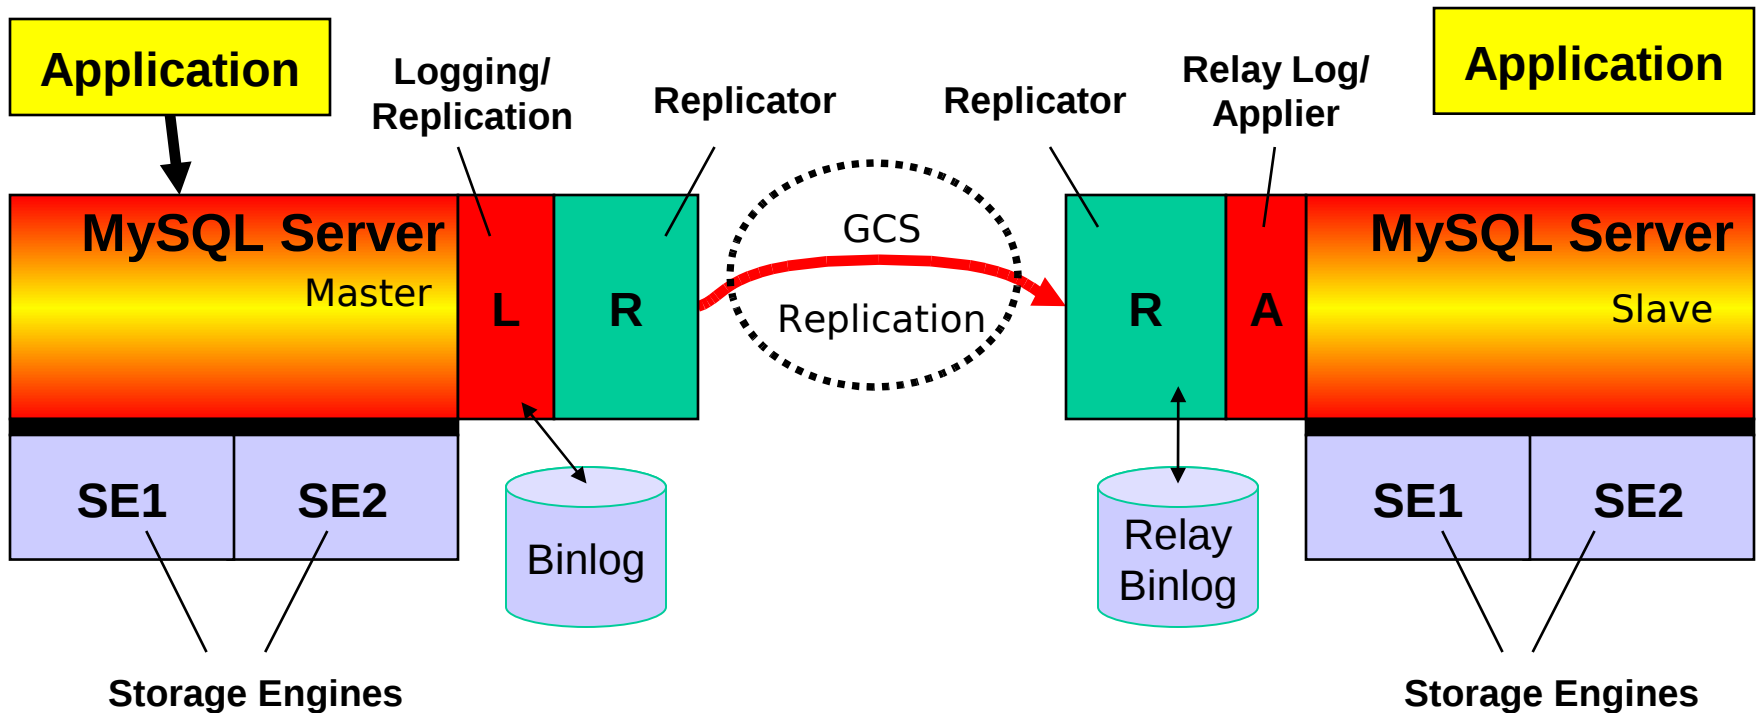 Application
Logging/
Replication
Replicator
Replicator
Relay Log/
Applier
Application
MySQL Server
Master
L
R
GCS
Replication
R
A
MySQL Server
Slave
SE1
SE2
Binlog
Relay
Binlog
SE1
SE2
Storage Engines
Storage Engines